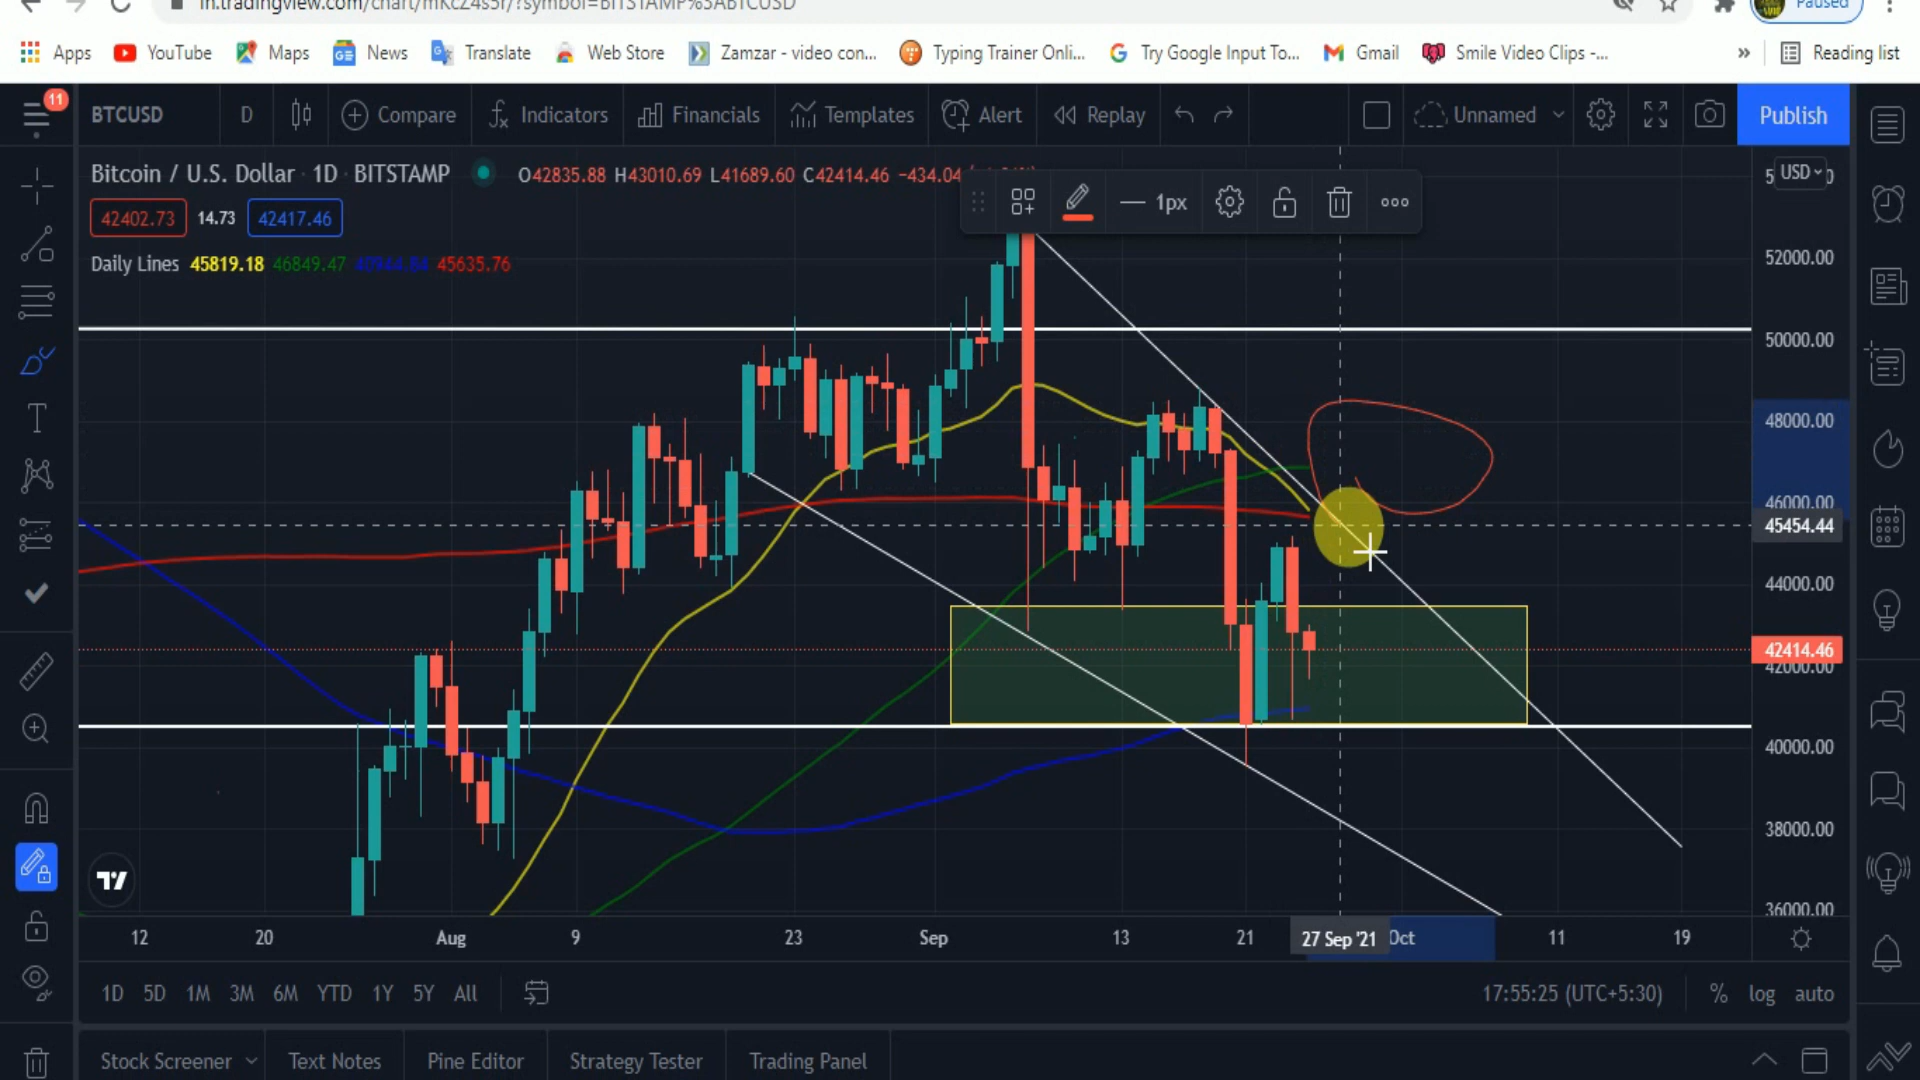 in.tradingview.com/chart/mKcZ4s5r/?symbol=BITSTAMP%3ABTCUSD
Paused
Apps YouTube Maps News Translate Web Store Zamzar - video con... Typing Trainer Onli... Try Google Input To... Gmail Smile Video Clips -... » Reading list
11
BTCUSD D Compare Indicators Financials Templates Alert Replay Unnamed Publish
Bitcoin / U.S. Dollar · 1D · BITSTAMP O42835.88 H43010.69 L41689.60 C42414.46 −434.04
USD
1px
42402.73 14.73 42417.46
Daily Lines 45819.18 46849.47 40944.84 45635.76
52000.00
50000.00
48000.00
46000.00
45454.44
44000.00
42414.46
42000.00
40000.00
38000.00
36000.00
12 20 Aug 9 23 Sep 13 21 27 Sep '21 Oct 11 19
1D 5D 1M 3M 6M YTD 1Y 5Y All 17:55:25 (UTC+5:30) % log auto
Stock Screener Text Notes Pine Editor Strategy Tester Trading Panel